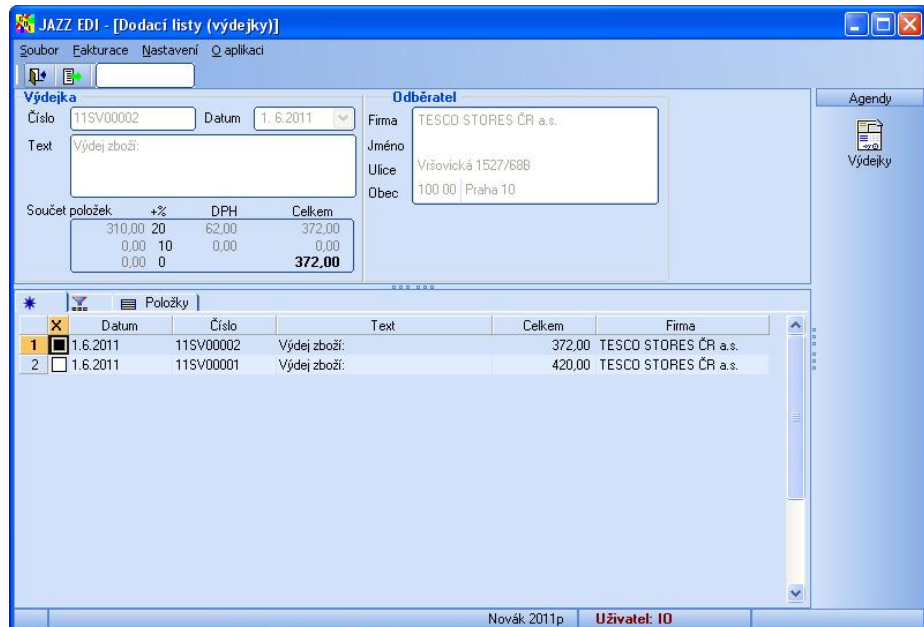 JAZZ EDI - [Dodací listy (výdejky)]
Soubor Fakturace Nastavení O aplikaci
Výdejka
Číslo 11SV00002 Datum 1. 6.2011
Text Výdej zboží:
Součet položek +% DPH Celkem
310,00 20 62,00 372,00
0,00 10 0,00 0,00
0,00 0 372,00
Odběratel
Firma TESCO STORES ČR a.s.
Jméno
Ulice Vršovická 1527/68B
Obec 100 00 Praha 10
Agendy
Výdejky
Položky
X Datum Číslo Text Celkem Firma
1 1.6.2011 11SV00002 Výdej zboží: 372,00 TESCO STORES ČR a.s.
2 1.6.2011 11SV00001 Výdej zboží: 420,00 TESCO STORES ČR a.s.
Novák 2011p Uživatel: IO